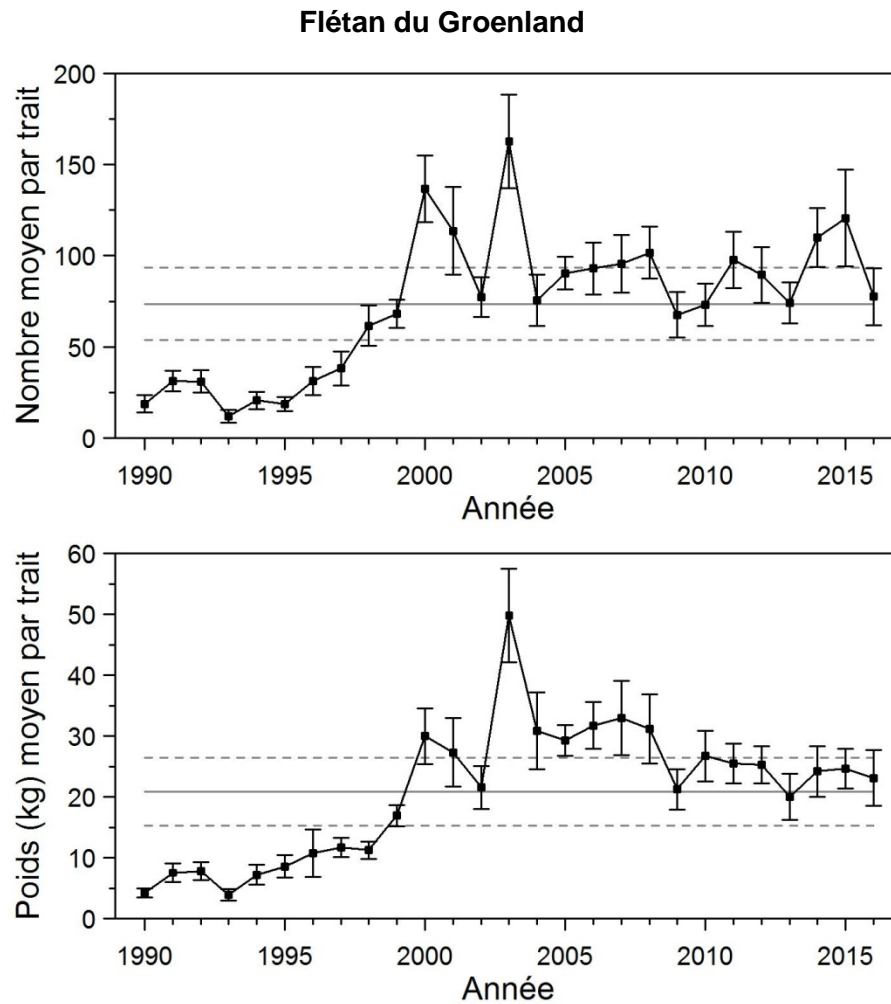 Flétan du Groenland
Nombre moyen par trait
200
150
100
50
0
1990 1995 2000 2005 2010 2015
Année
Poids (kg) moyen par trait
60
50
40
30
20
10
0
1990 1995 2000 2005 2010 2015
Année